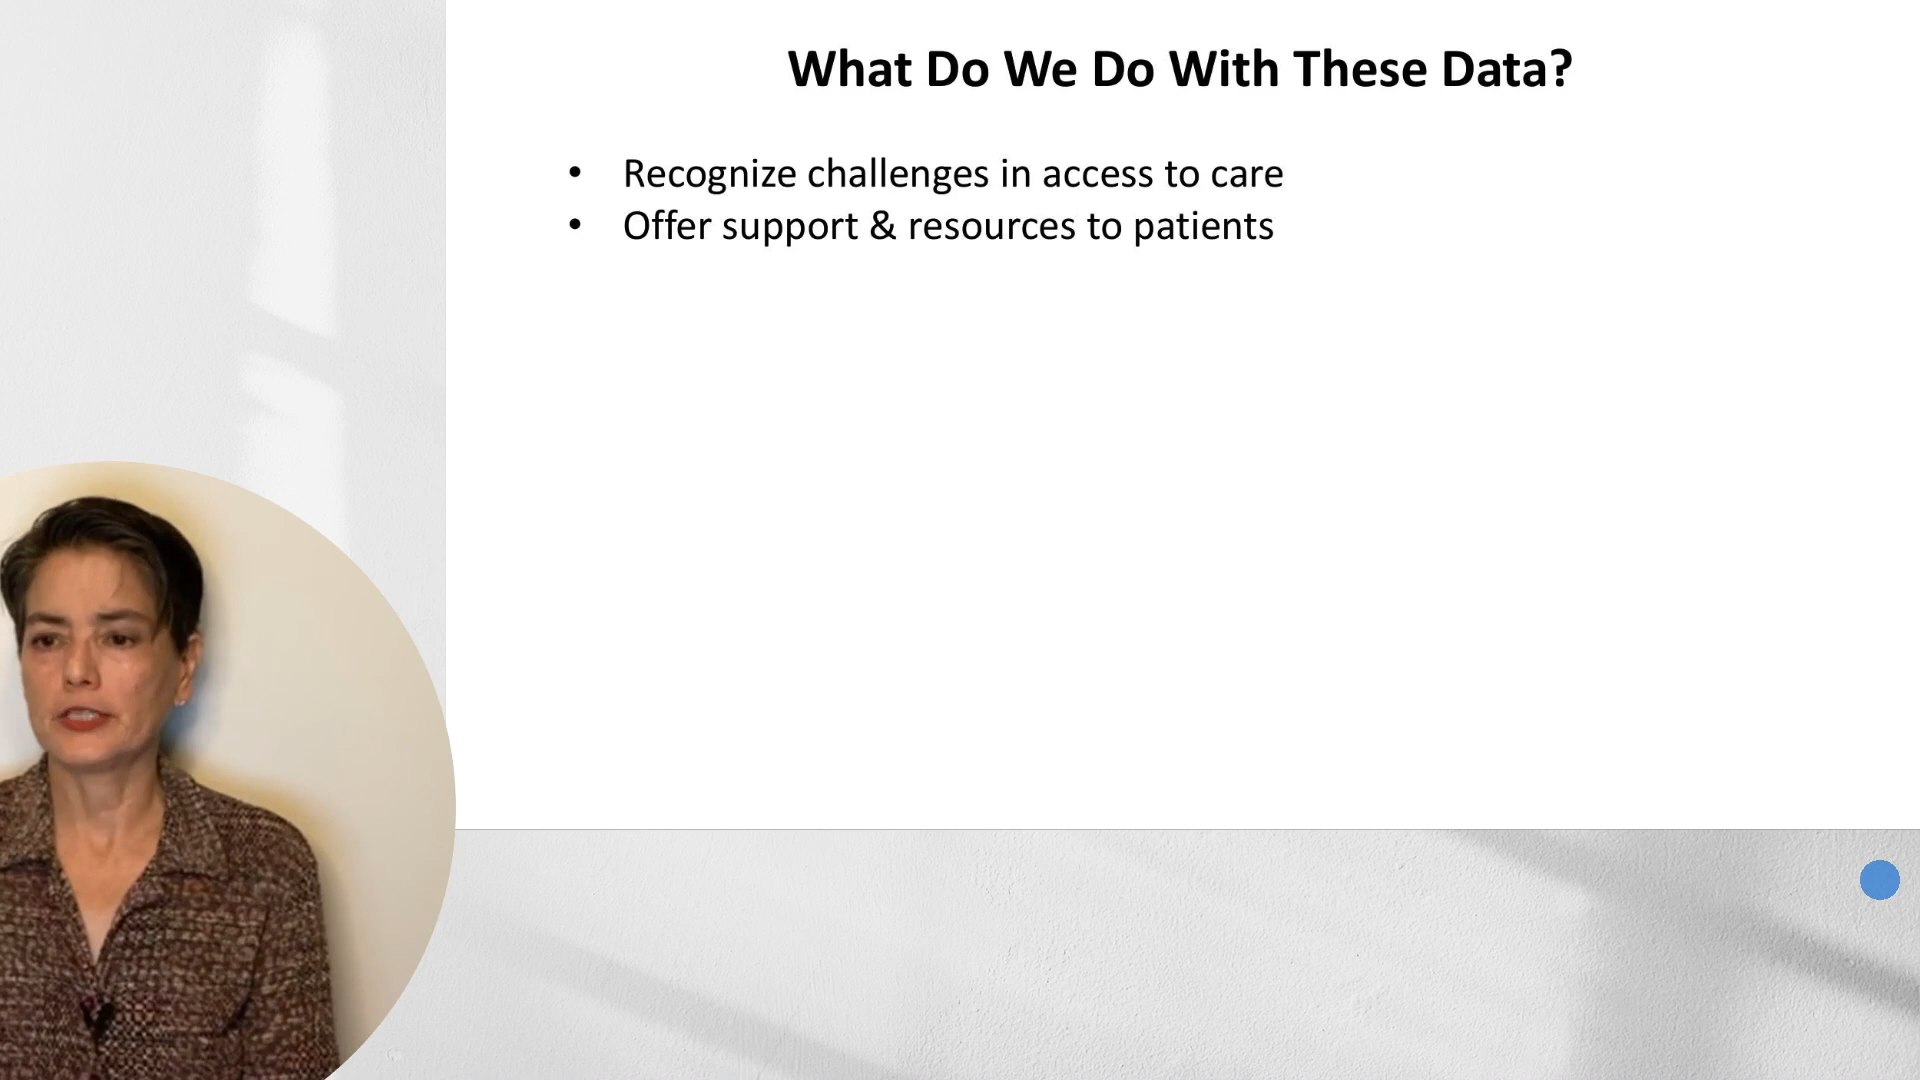 What Do We Do With These Data?
• Recognize challenges in access to care
• Offer support & resources to patients